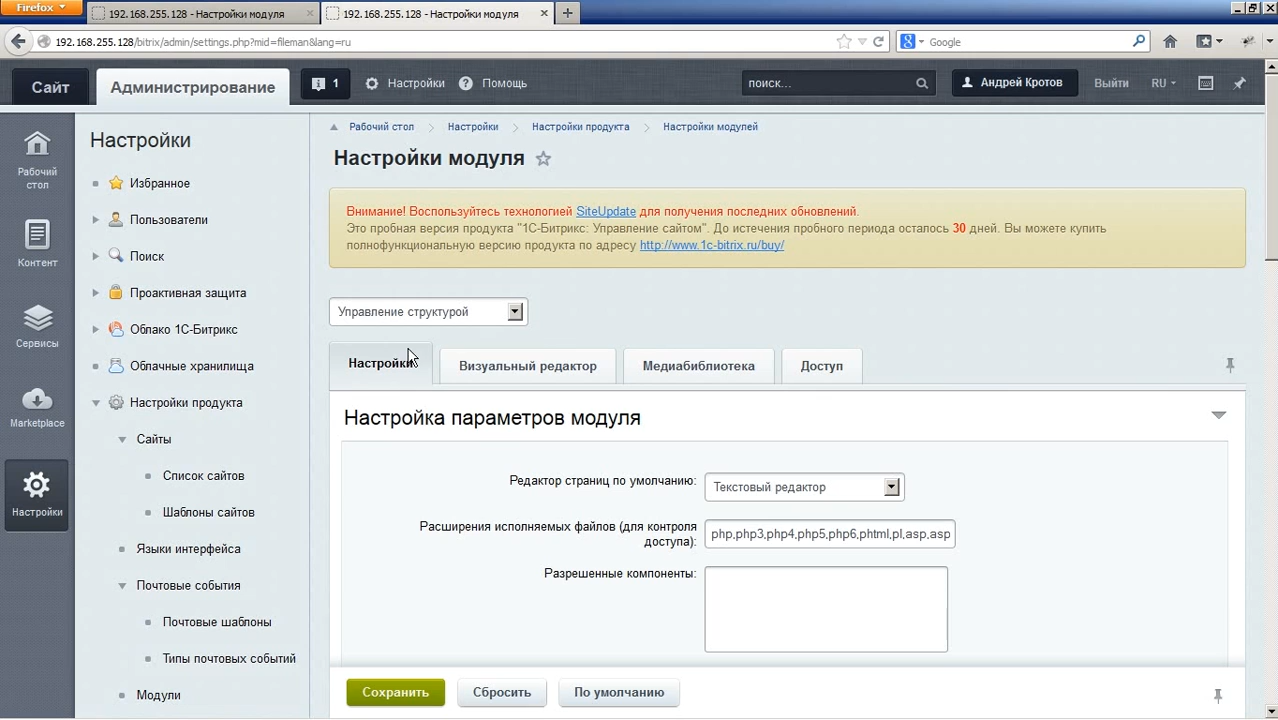 Firefox
192.168.255.128 - Настройки модуля
192.168.255.128 - Настройки модуля
192.168.255.128/bitrix/admin/settings.php?mid=fileman&lang=ru
Google
Сайт
Администрирование
1
Настройки
Помощь
поиск...
Андрей Кротов
Выйти
RU
Рабочий стол
Контент
Сервисы
Marketplace
Настройки
Настройки
Избранное
Пользователи
Поиск
Проактивная защита
Облако 1С-Битрикс
Облачные хранилища
Настройки продукта
Сайты
Список сайтов
Шаблоны сайтов
Языки интерфейса
Почтовые события
Почтовые шаблоны
Типы почтовых событий
Модули
Рабочий стол
Настройки
Настройки продукта
Настройки модулей
Настройки модуля
Внимание! Воспользуйтесь технологией SiteUpdate для получения последних обновлений.
Это пробная версия продукта "1С-Битрикс: Управление сайтом". До истечения пробного периода осталось 30 дней. Вы можете купить
полнофункциональную версию продукта по адресу http://www.1c-bitrix.ru/buy/
Управление структурой
Настройки
Визуальный редактор
Медиабиблиотека
Доступ
Настройка параметров модуля
Редактор страниц по умолчанию:
Текстовый редактор
Расширения исполняемых файлов (для контроля
доступа):
php,php3,php4,php5,php6,phtml,pl,asp,asp
Разрешенные компоненты:
Сохранить
Сбросить
По умолчанию